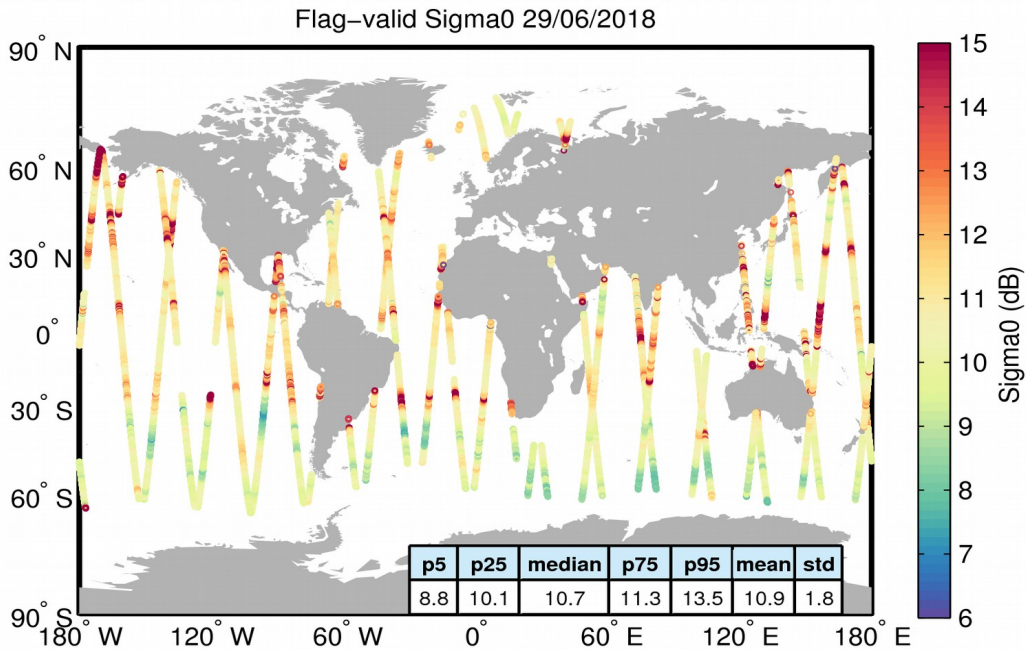 Flag−valid Sigma0 29/06/2018
90° N
60° N
30° N
0°
30° S
60° S
90° S
180° W
120° W
60° W
0°
60° E
120° E
180° E
p5 p25 median p75 p95 mean std
8.8 10.1 10.7 11.3 13.5 10.9 1.8
15
14
13
12
11
10
9
8
7
6
Sigma0 (dB)